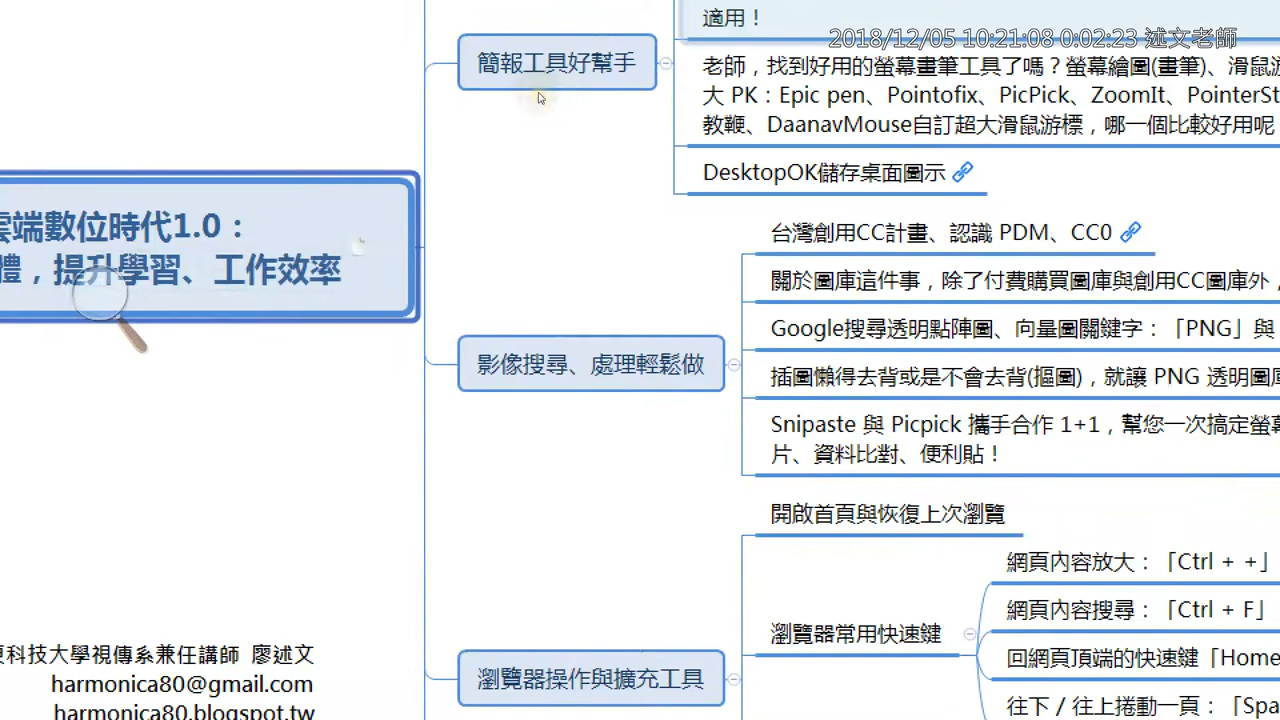 適用！
2018/12/05 10:21:08 0:02:23 述文老師
簡報工具好幫手
老師，找到好用的螢幕畫筆工具了嗎？螢幕繪圖(畫筆)、滑鼠游
大 PK：Epic pen、Pointofix、PicPick、ZoomIt、PointerSt
教鞭、DaanavMouse自訂超大滑鼠游標，哪一個比較好用呢
DesktopOK儲存桌面圖示
雲端數位時代1.0：
體，提升學習、工作效率
台灣創用CC計畫、認識 PDM、CC0
關於圖庫這件事，除了付費購買圖庫與創用CC圖庫外，
Google搜尋透明點陣圖、向量圖關鍵字：「PNG」與
影像搜尋、處理輕鬆做
插圖懶得去背或是不會去背(摳圖)，就讓 PNG 透明圖庫
Snipaste 與 Picpick 攜手合作 1+1，幫您一次搞定螢幕
片、資料比對、便利貼！
開啟首頁與恢復上次瀏覽
網頁內容放大：「Ctrl + +」
網頁內容搜尋：「Ctrl + F」
瀏覽器常用快速鍵
回網頁頂端的快速鍵「Home
往下 / 往上捲動一頁：「Spa
瀏覽器操作與擴充工具
科技大學視傳系兼任講師 廖述文
harmonica80@gmail.com
harmonica80.blogspot.tw